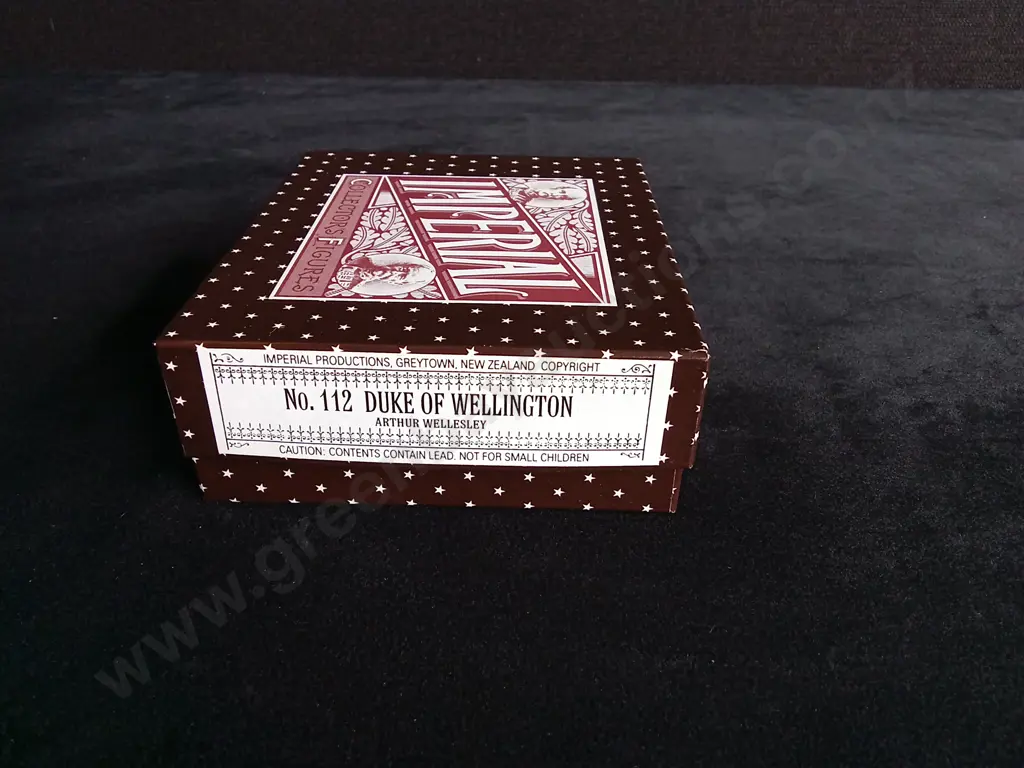 IMPERIAL
COLLECTORS FIGURES
IMPERIAL PRODUCTIONS, GREYTOWN, NEW ZEALAND COPYRIGHT
No. 112 DUKE OF WELLINGTON
ARTHUR WELLESLEY
CAUTION: CONTENTS CONTAIN LEAD. NOT FOR SMALL CHILDREN